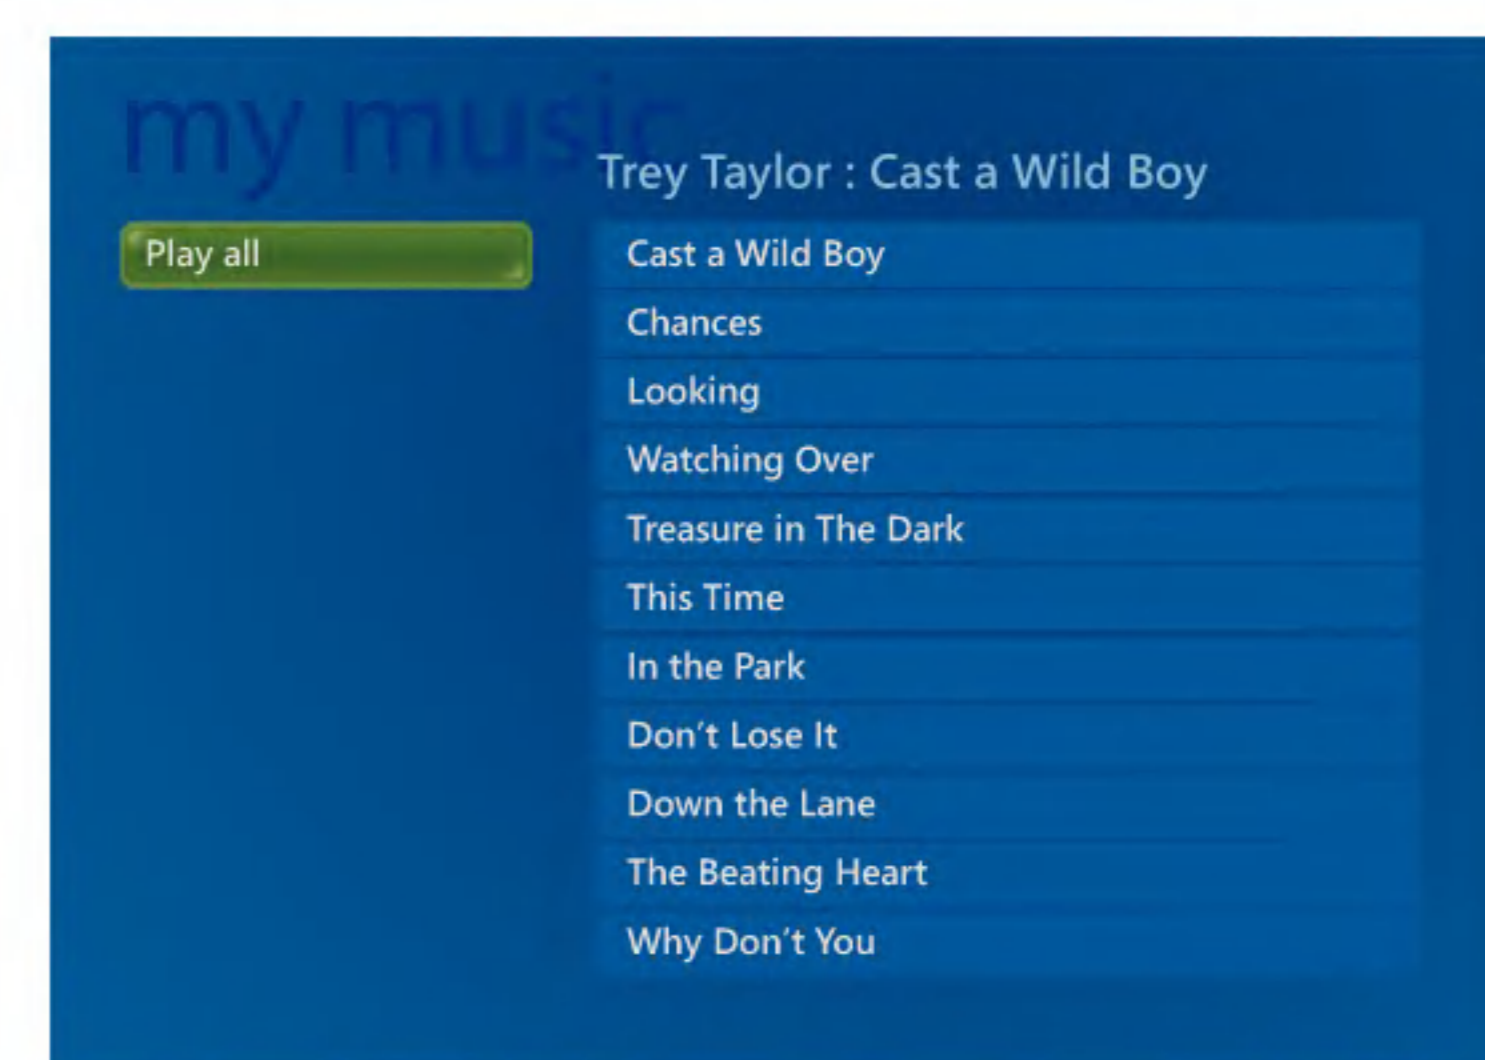 my music
Trey Taylor : Cast a Wild Boy
Play all
Cast a Wild Boy
Chances
Looking
Watching Over
Treasure in The Dark
This Time
In the Park
Don't Lose It
Down the Lane
The Beating Heart
Why Don't You